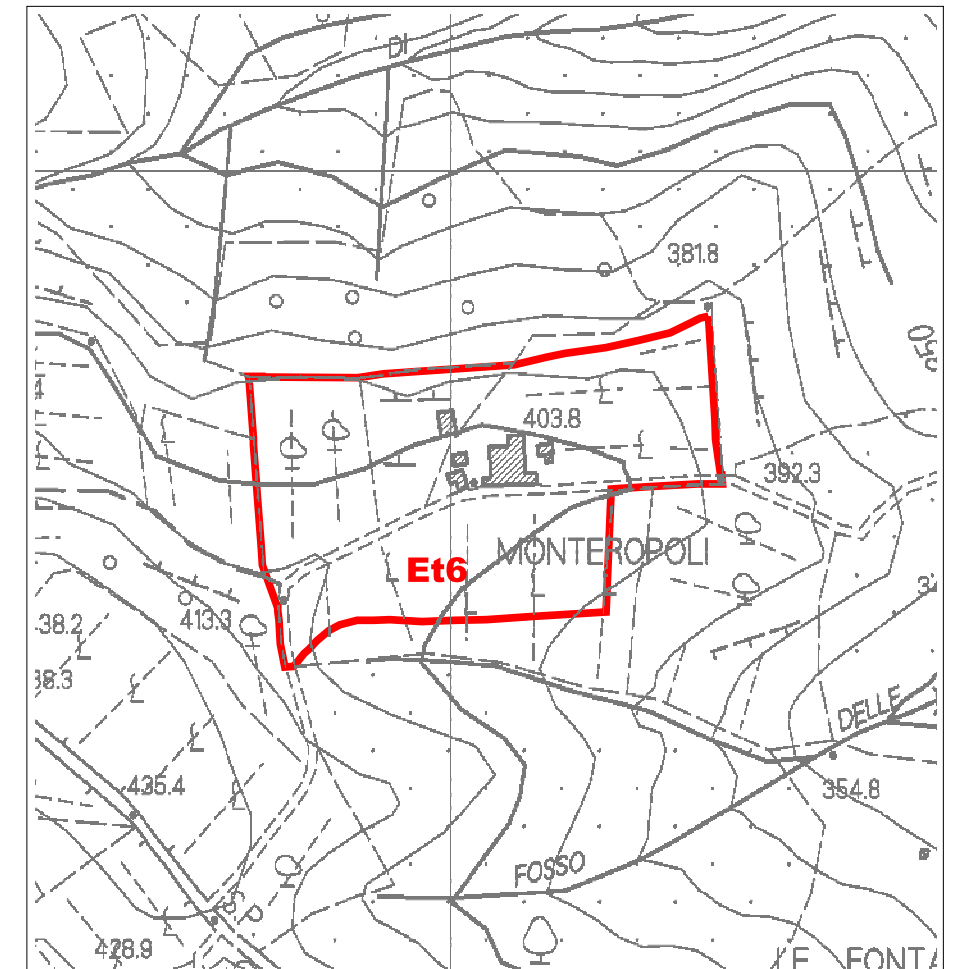 DI
381.8
403.8
392.3
MONTEROPOLI
Et6
413.3
38.2
38.3
DELLE
435.4
354.8
FOSSO
428.9
LE FONTA